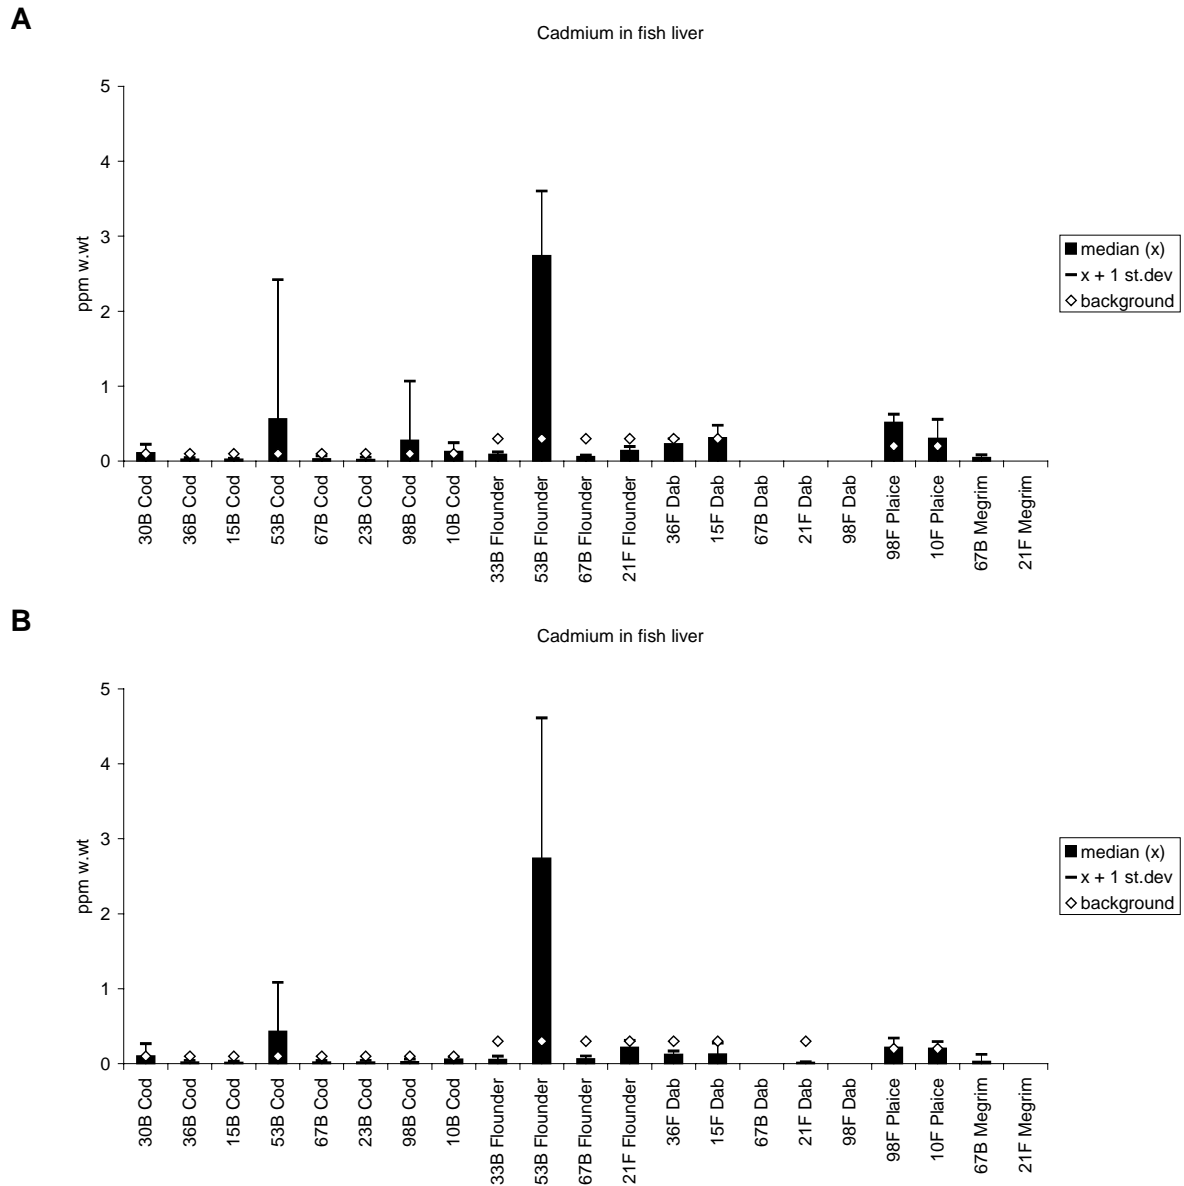 A
Cadmium in fish liver
5
4
3
2
1
0
ppm w.wt
30B Cod
36B Cod
15B Cod
53B Cod
67B Cod
23B Cod
98B Cod
10B Cod
33B Flounder
53B Flounder
67B Flounder
21F Flounder
36F Dab
15F Dab
67B Dab
21F Dab
98F Dab
98F Plaice
10F Plaice
67B Megrim
21F Megrim
median (x)
x + 1 st.dev
background
B
Cadmium in fish liver
5
4
3
2
1
0
ppm w.wt
30B Cod
36B Cod
15B Cod
53B Cod
67B Cod
23B Cod
98B Cod
10B Cod
33B Flounder
53B Flounder
67B Flounder
21F Flounder
36F Dab
15F Dab
67B Dab
21F Dab
98F Dab
98F Plaice
10F Plaice
67B Megrim
21F Megrim
median (x)
x + 1 st.dev
background